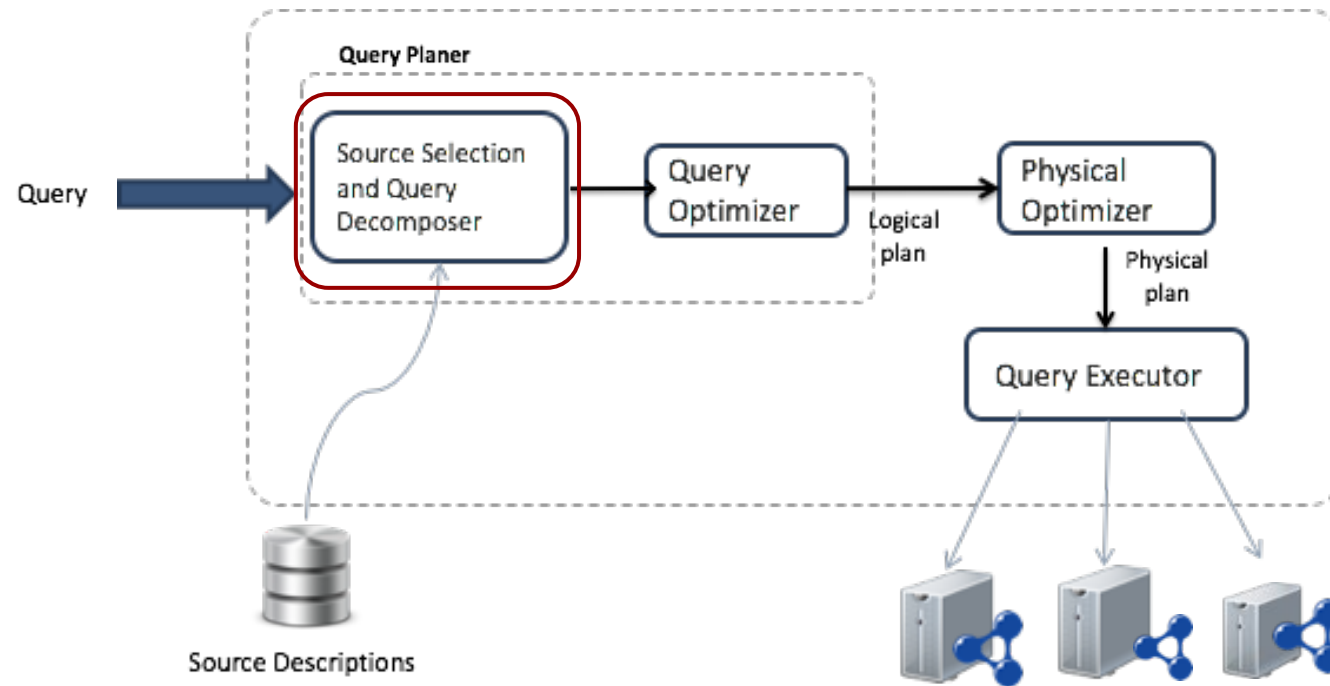 Query Planer
Query
Source Selection
and Query
Decomposer
Query
Optimizer
Logical
plan
Physical
Optimizer
Physical
plan
Query Executor
Source Descriptions